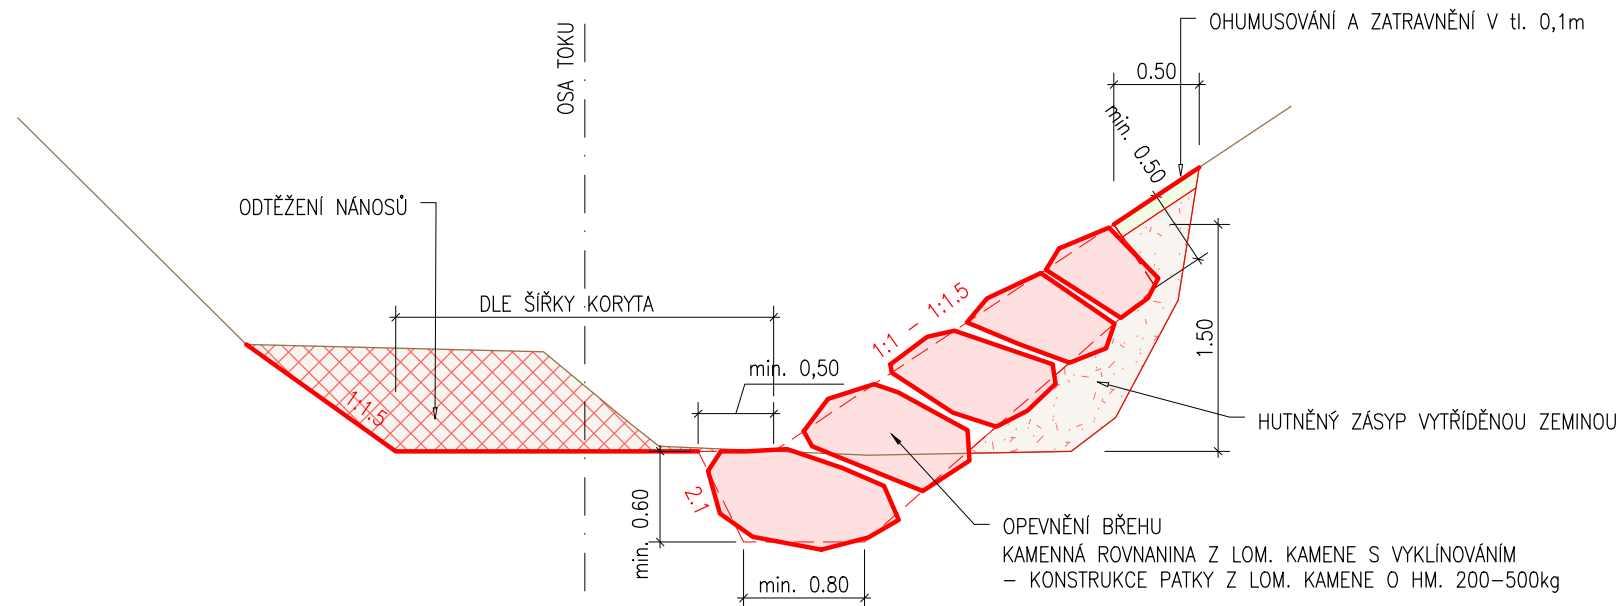 OHUMUSOVÁNÍ A ZATRAVNĚNÍ V tl. 0,1m
OSA TOKU
0.50
min. 0.50
ODTĚŽENÍ NÁNOSŮ
DLE ŠÍŘKY KORYTA
1:1 - 1:1.5
1.50
min. 0,50
1:1.5
HUTNĚNÝ ZÁSYP VYTŘÍDĚNOU ZEMINOU
2:1
min. 0.60
OPEVNĚNÍ BŘEHU
KAMENNÁ ROVNANINA Z LOM. KAMENE S VYKLÍNOVÁNÍM
- KONSTRUKCE PATKY Z LOM. KAMENE O HM. 200-500kg
min. 0.80